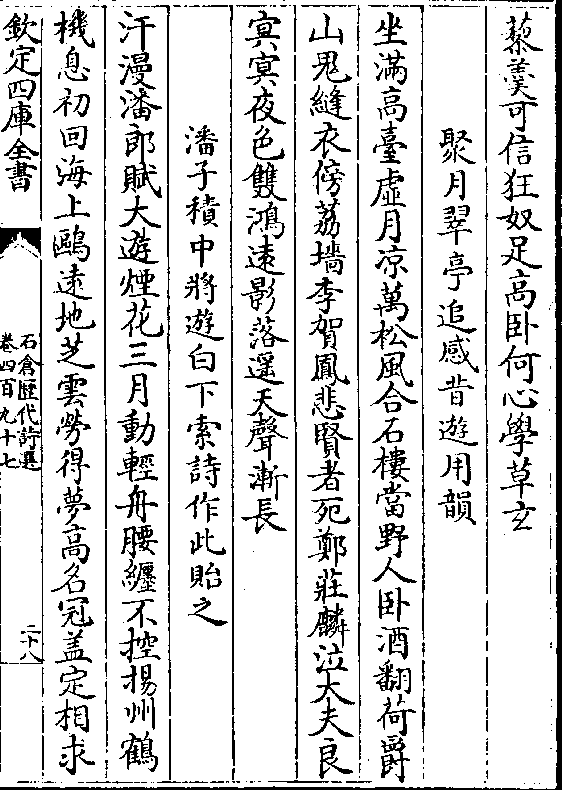 藜羮可信狂奴足高卧何心學草玄
聚月翠亭追感昔遊用韻
坐滿高臺虛月凉萬松風合石樓當野人卧酒翻荷爵
山鬼縫衣傍荔墻李賀鳳悲賢者死鄭莊麟泣大夫良
寞寞夜色雙鴻遠影落遥天聲漸長
潘子積中將遊白下索詩作此貽之
汗漫潘郎賦大遊煙花三月動輕舟腰纏不控揚州鶴
機息初回海上鷗遠地芝雲勞得夢高名冠盖定相求
欽定四庫全書
石倉歷代詩選
卷四百九十七
二十八